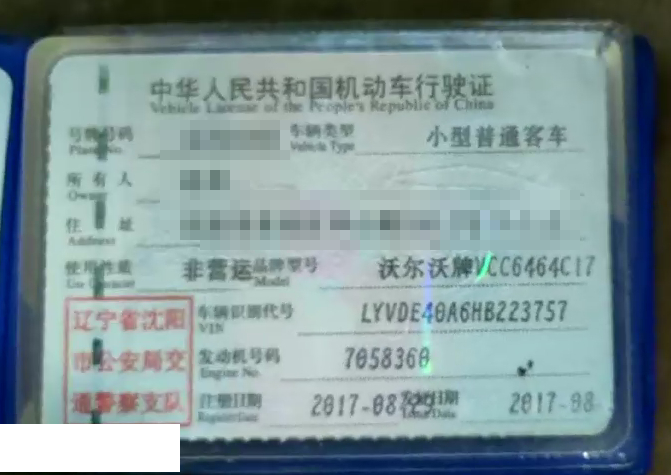 中华人民共和国机动车行驶证
Vehicle License of the People's Republic of China
号牌号码 车辆类型 小型普通客车
Plate No. Vehicle Type
所有人
Owner
住 址
Address
使用性质 非营运 品牌型号 沃尔沃牌VCC6464C17
Use Character Model
辽宁省沈阳 车辆识别代号 LYVDE40A6HB223757
VIN
市公安局交 发动机号码 7058360
Engine No.
通警察支队 注册日期 2017-08 发证日期 2017-08
Register Date Issue Date